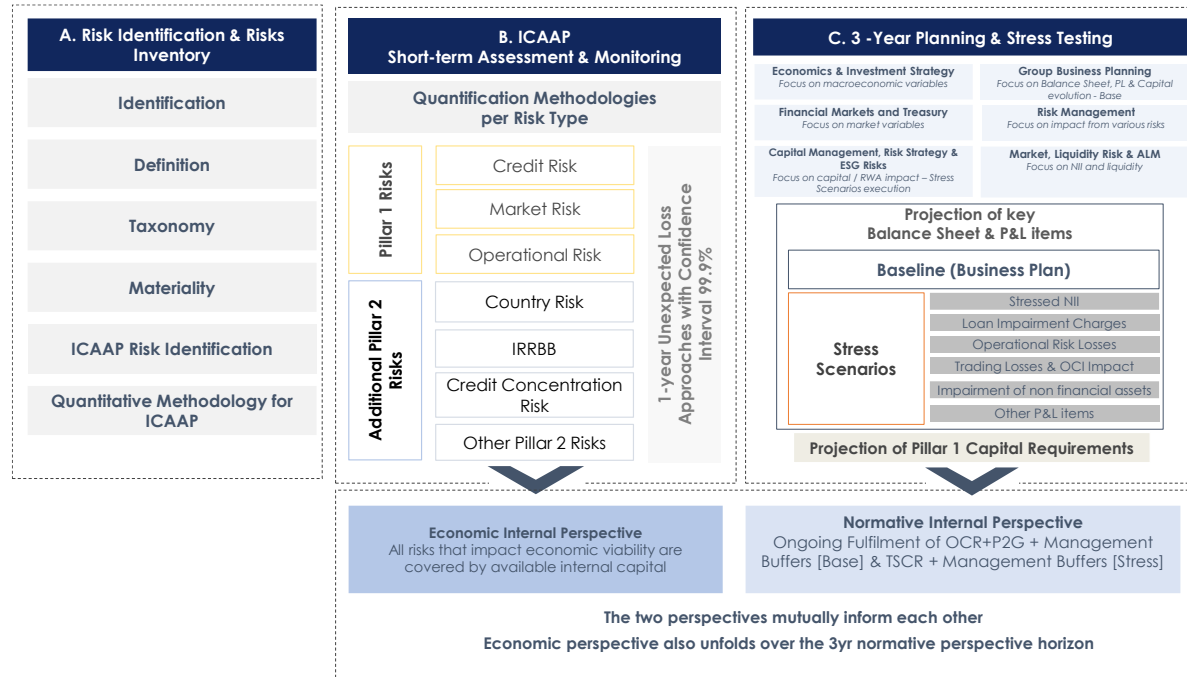 A. Risk Identification & Risks
Inventory
Identification
Definition
Taxonomy
Materiality
ICAAP Risk Identification
Quantitative Methodology for
ICAAP
B. ICAAP
Short-term Assessment & Monitoring
Quantification Methodologies
per Risk Type
Pillar 1 Risks
Credit Risk
Market Risk
Operational Risk
Additional Pillar 2
Risks
Country Risk
IRRBB
Credit Concentration
Risk
Other Pillar 2 Risks
1-year Unexpected Loss
Approaches with Confidence
Interval 99.9%
C. 3 -Year Planning & Stress Testing
Economics & Investment Strategy
Focus on macroeconomic variables
Group Business Planning
Focus on Balance Sheet, PL & Capital
evolution - Base
Financial Markets and Treasury
Focus on market variables
Risk Management
Focus on impact from various risks
Capital Management, Risk Strategy &
ESG Risks
Focus on capital / RWA impact – Stress
Scenarios execution
Market, Liquidity Risk & ALM
Focus on NII and liquidity
Projection of key
Balance Sheet & P&L items
Baseline (Business Plan)
Stress
Scenarios
Stressed NII
Loan Impairment Charges
Operational Risk Losses
Trading Losses & OCI Impact
Impairment of non financial assets
Other P&L items
Projection of Pillar 1 Capital Requirements
Economic Internal Perspective
All risks that impact economic viability are
covered by available internal capital
Normative Internal Perspective
Ongoing Fulfilment of OCR+P2G + Management
Buffers [Base] & TSCR + Management Buffers [Stress]
The two perspectives mutually inform each other
Economic perspective also unfolds over the 3yr normative perspective horizon